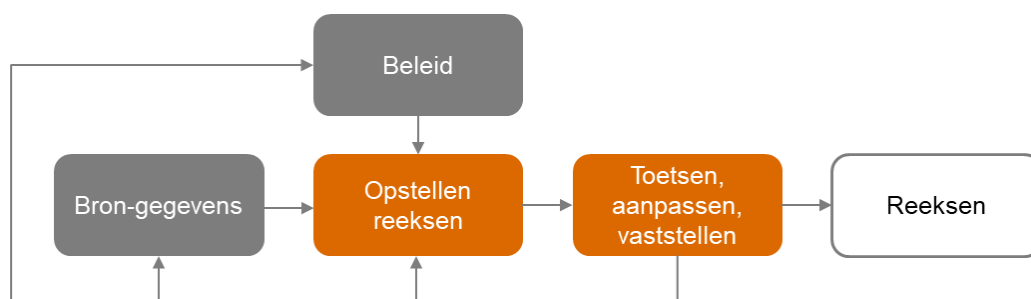 Beleid
Bron-gegevens
Opstellen
reeksen
Toetsen,
aanpassen,
vaststellen
Reeksen